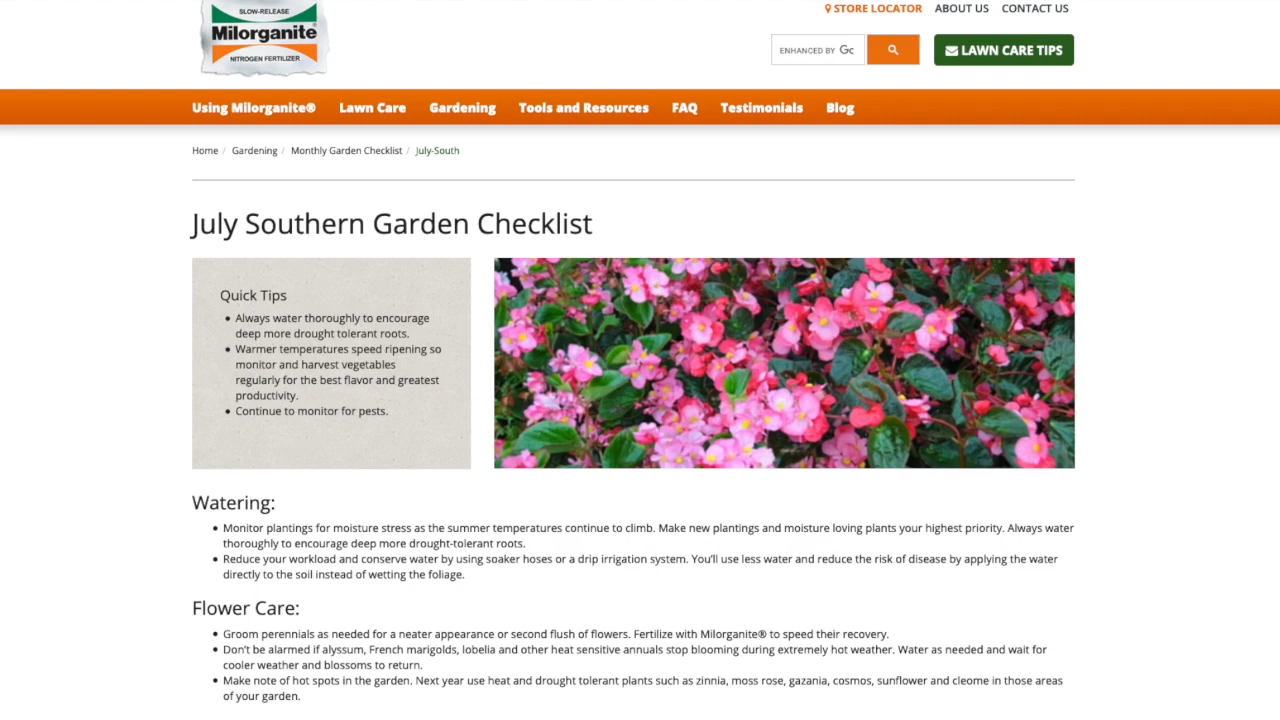 SLOW-RELEASE
Milorganite®
NITROGEN FERTILIZER
STORE LOCATOR ABOUT US CONTACT US
ENHANCED BY Go
LAWN CARE TIPS
Using Milorganite® Lawn Care Gardening Tools and Resources FAQ Testimonials Blog
Home / Gardening / Monthly Garden Checklist / July-South
July Southern Garden Checklist
Quick Tips
• Always water thoroughly to encourage
deep more drought tolerant roots.
• Warmer temperatures speed ripening so
monitor and harvest vegetables
regularly for the best flavor and greatest
productivity.
• Continue to monitor for pests.
Watering:
• Monitor plantings for moisture stress as the summer temperatures continue to climb. Make new plantings and moisture loving plants your highest priority. Always water
thoroughly to encourage deep more drought-tolerant roots.
• Reduce your workload and conserve water by using soaker hoses or a drip irrigation system. You'll use less water and reduce the risk of disease by applying the water
directly to the soil instead of wetting the foliage.
Flower Care:
• Groom perennials as needed for a neater appearance or second flush of flowers. Fertilize with Milorganite® to speed their recovery.
• Don't be alarmed if alyssum, French marigolds, lobelia and other heat sensitive annuals stop blooming during extremely hot weather. Water as needed and wait for
cooler weather and blossoms to return.
• Make note of hot spots in the garden. Next year use heat and drought tolerant plants such as zinnia, moss rose, gazania, cosmos, sunflower and cleome in those areas
of your garden.